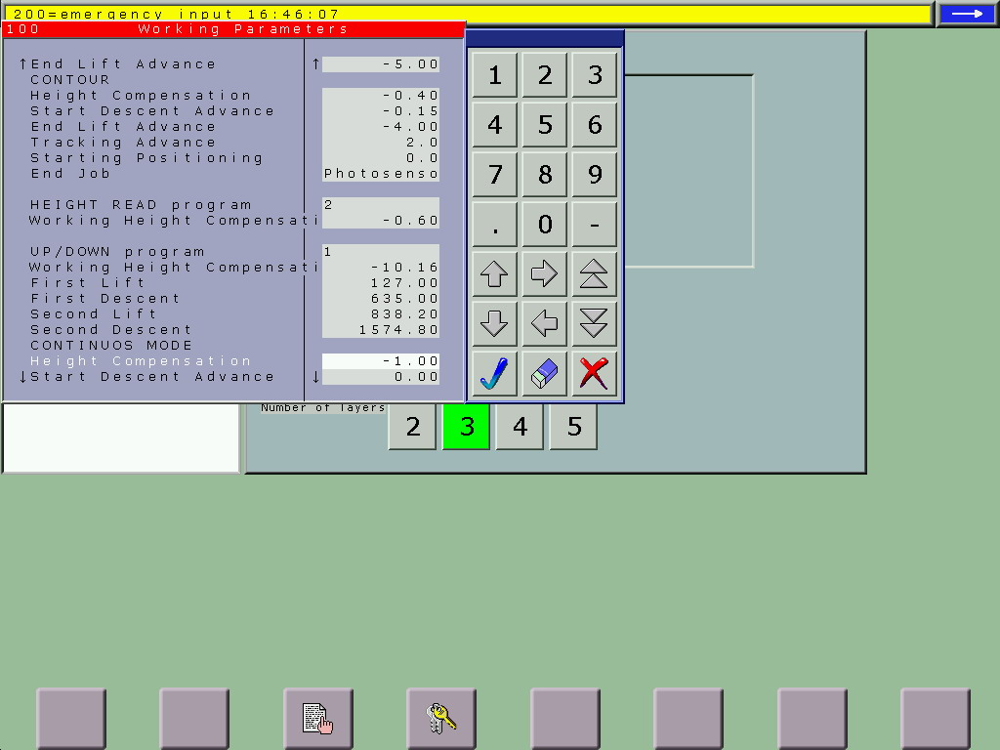 200=emergency input 16:46:07
100 Working Parameters
↑End Lift Advance ↑ -5.00
CONTOUR
Height Compensation -0.40
Start Descent Advance -0.15
End Lift Advance -4.00
Tracking Advance 2.0
Starting Positioning 0.0
End Job Photosenso
HEIGHT READ program 2
Working Height Compensati -0.60
UP/DOWN program 1
Working Height Compensati -10.16
First Lift 127.00
First Descent 635.00
Second Lift 838.20
Second Descent 1574.80
CONTINUOS MODE
Height Compensation -1.00
↓Start Descent Advance ↓ 0.00
1 2 3
4 5 6
7 8 9
. 0 -
Number of layers
2 3 4 5